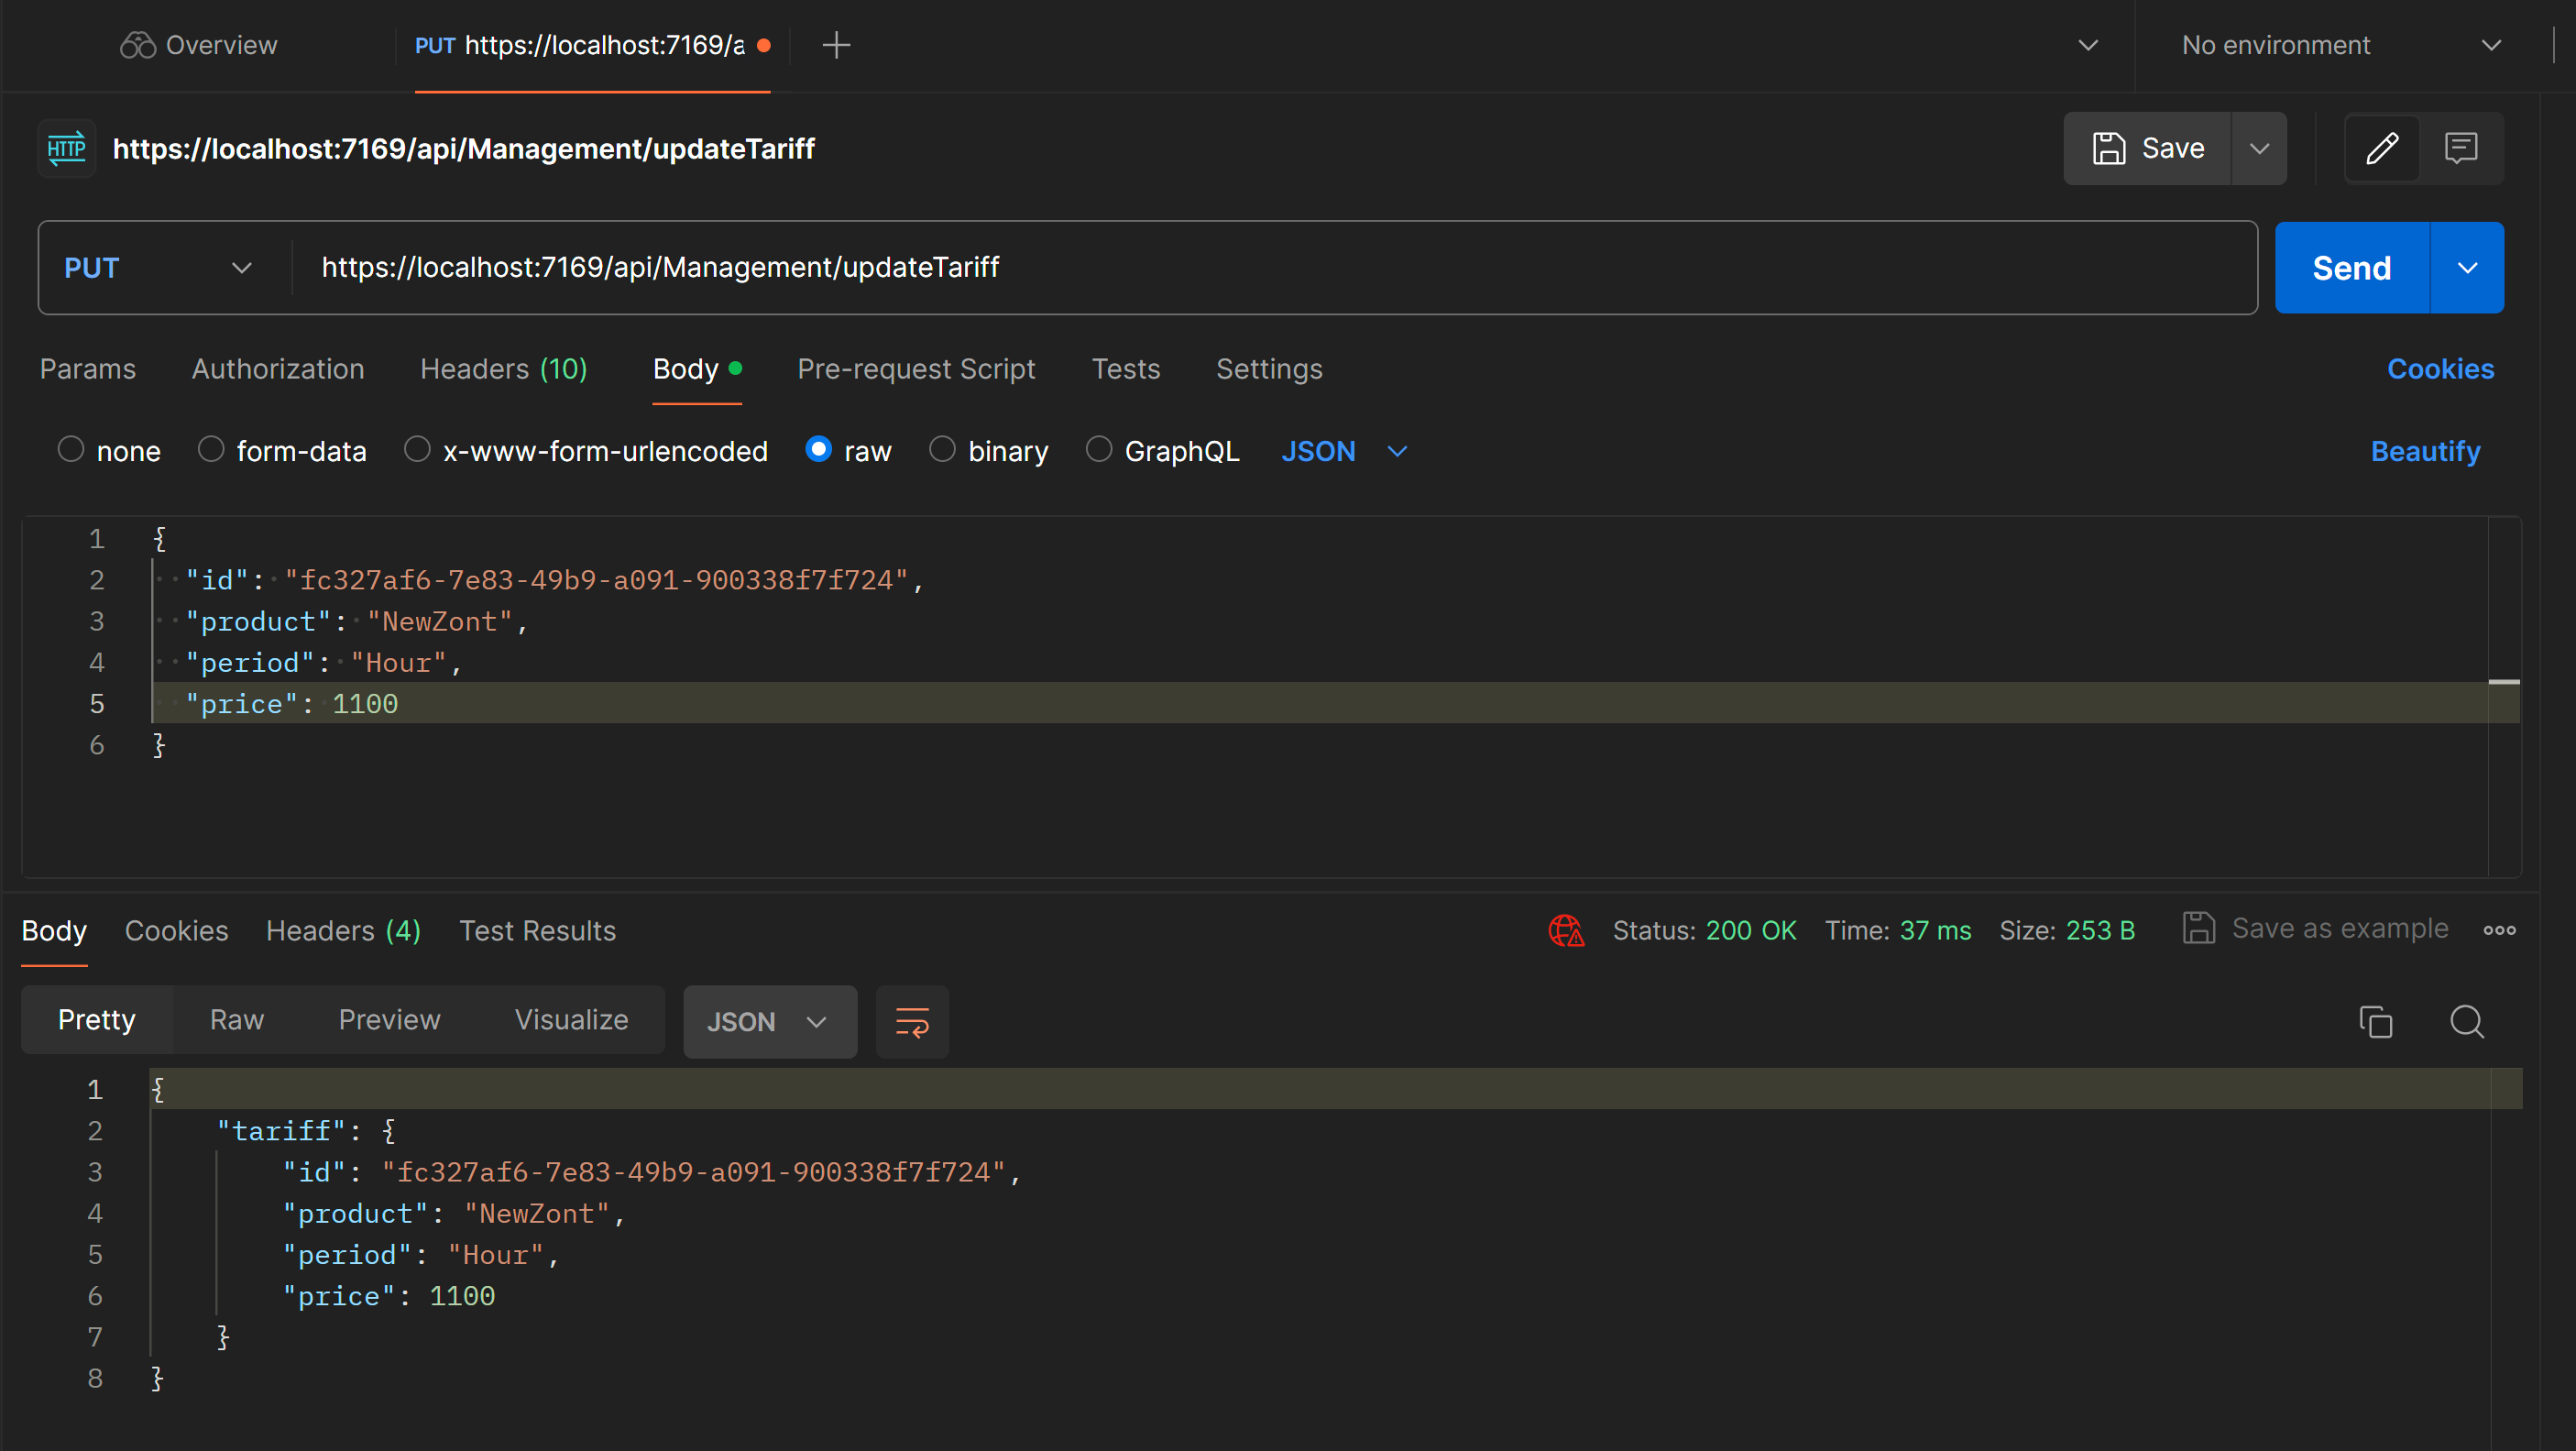 Overview PUT https://localhost:7169/a No environment
HTTP https://localhost:7169/api/Management/updateTariff Save
PUT https://localhost:7169/api/Management/updateTariff Send
Params Authorization Headers (10) Body Pre-request Script Tests Settings Cookies
none form-data x-www-form-urlencoded raw binary GraphQL JSON Beautify
1 {
2 "id": "fc327af6-7e83-49b9-a091-900338f7f724",
3 "product": "NewZont",
4 "period": "Hour",
5 "price": 1100
6 }
Body Cookies Headers (4) Test Results Status: 200 OK Time: 37 ms Size: 253 B Save as example
Pretty Raw Preview Visualize JSON
1 {
2 "tariff": {
3 "id": "fc327af6-7e83-49b9-a091-900338f7f724",
4 "product": "NewZont",
5 "period": "Hour",
6 "price": 1100
7 }
8 }